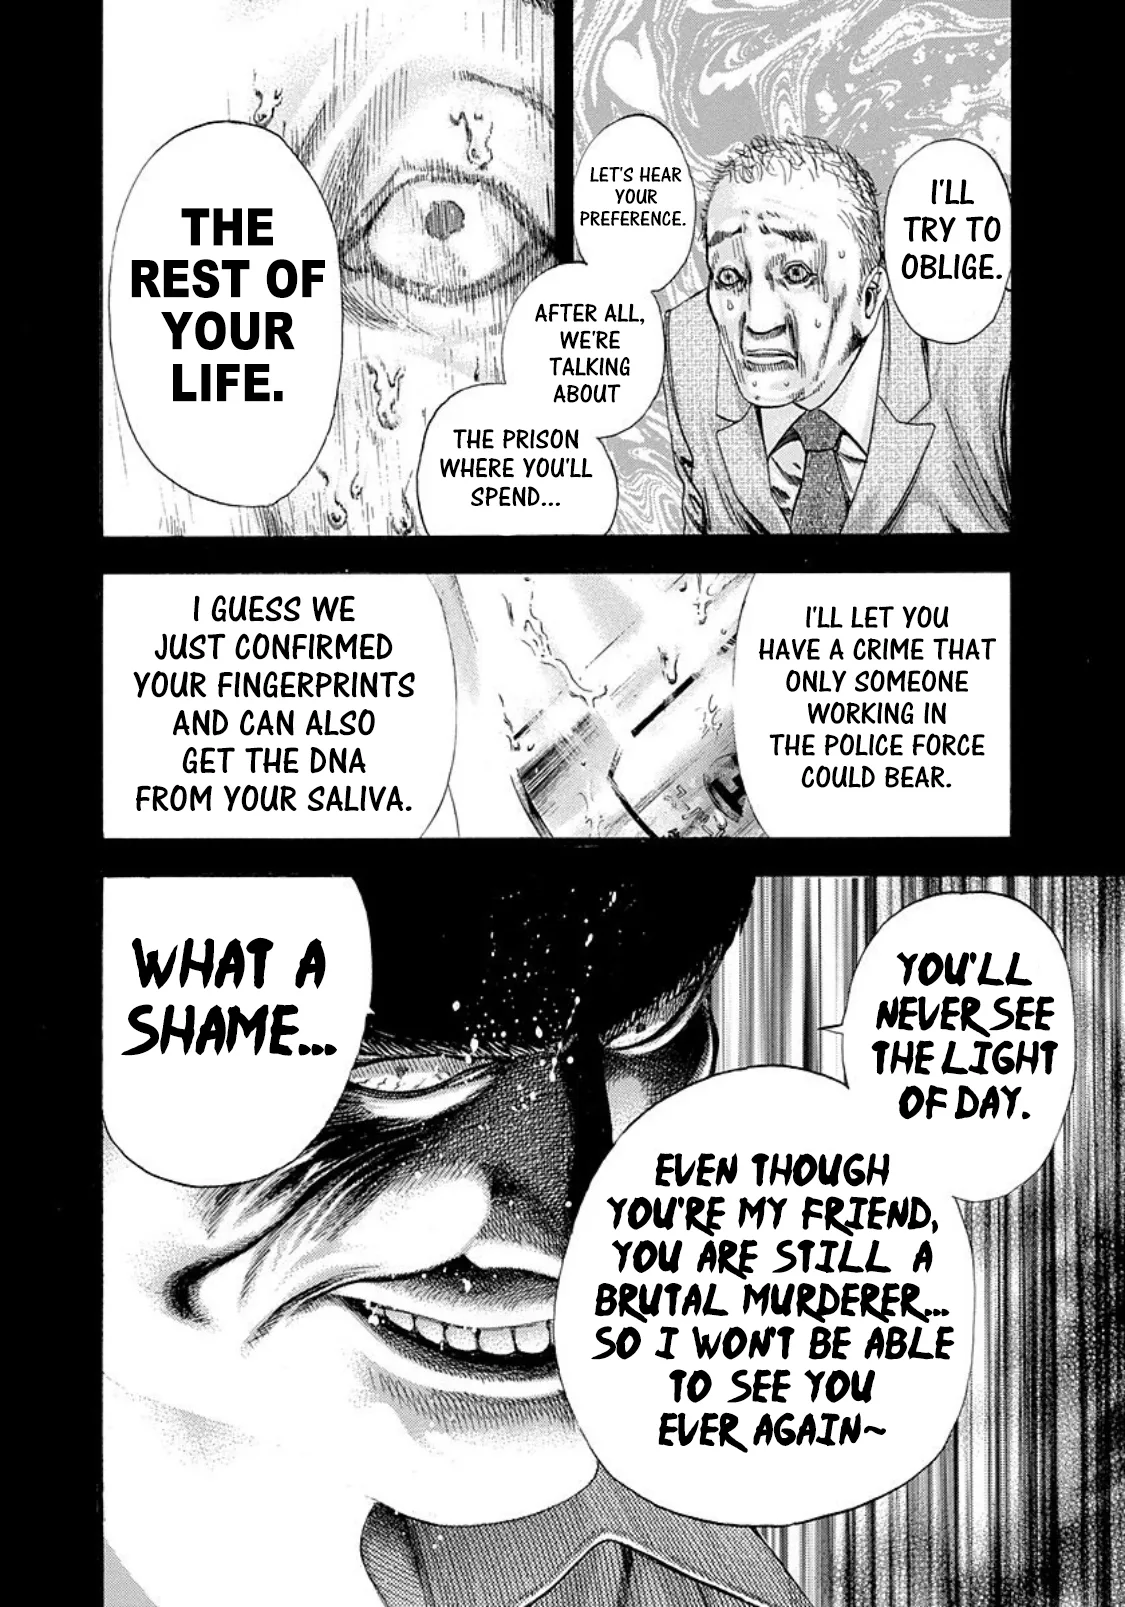 I'LL
TRY TO
OBLIGE.
LET'S HEAR
YOUR
PREFERENCE.
AFTER ALL,
WE'RE
TALKING
ABOUT
THE PRISON
WHERE YOU'LL
SPEND...
THE
REST OF
YOUR
LIFE.
I'LL LET YOU
HAVE A CRIME THAT
ONLY SOMEONE
WORKING IN
THE POLICE FORCE
COULD BEAR.
I GUESS WE
JUST CONFIRMED
YOUR FINGERPRINTS
AND CAN ALSO
GET THE DNA
FROM YOUR SALIVA.
YOU'LL
NEVER SEE
THE LIGHT
OF DAY.
EVEN THOUGH
YOU'RE MY FRIEND,
YOU ARE STILL A
BRUTAL MURDERER...
SO I WON'T BE ABLE
TO SEE YOU
EVER AGAIN~
WHAT A
SHAME...